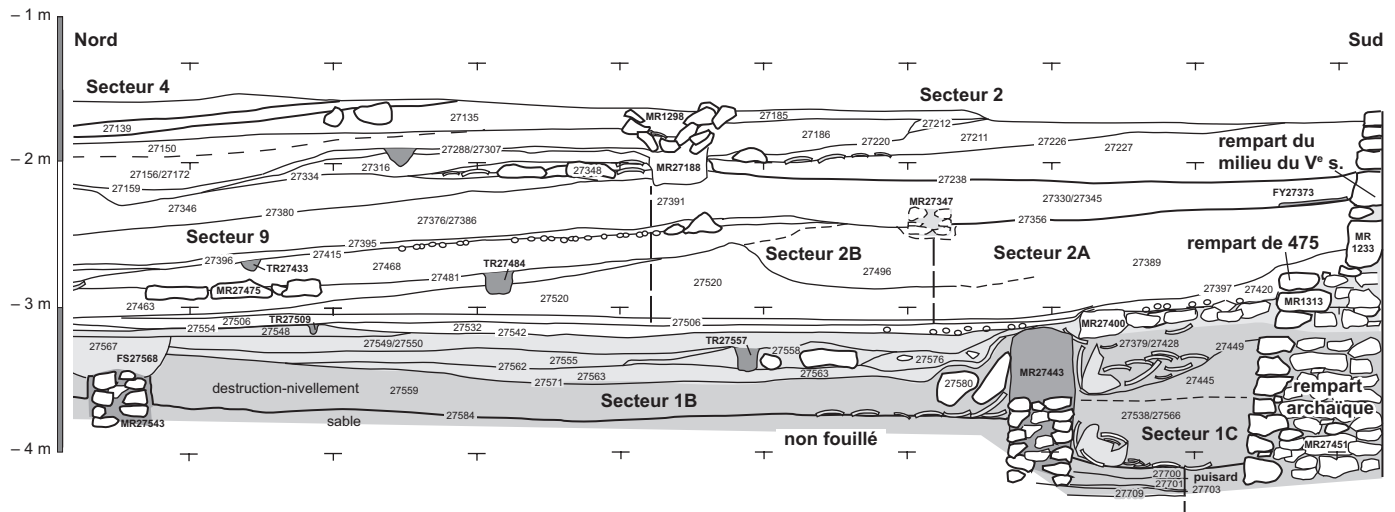 – 1 m
Nord
Sud
Secteur 4
Secteur 2
MR1298
27185
27135
27139
27212
27186
27220
27211
27226
27227
rempart du
milieu du Vᵉ s.
27150
– 2 m
27288/27307
27316
27156/27172
27159
27334
27348
MR27188
27238
FY27373
27346
27380
27391
MR27347
27330/27345
27376/27386
27356
Secteur 9
27395
27415
27396
TR27433
27468
27481
TR27484
Secteur 2B
Secteur 2A
rempart de 475
MR
1233
27496
27389
MR27475
27520
27520
27397
27420
27463
– 3 m
MR1313
27506
27554
TR27509
27548
27532
27542
27506
MR27400
27567
27549/27550
TR27557
27558
27379/27428
27449
FS27568
27555
27562
27563
27563
27576
27571
27580
MR27443
27445
destruction-nivellement
27559
Secteur 1B
rempart
archaïque
27584
sable
27538/27566
MR27543
non fouillé
Secteur 1C
MR27451
– 4 m
27700
puisard
27701
27703
27709